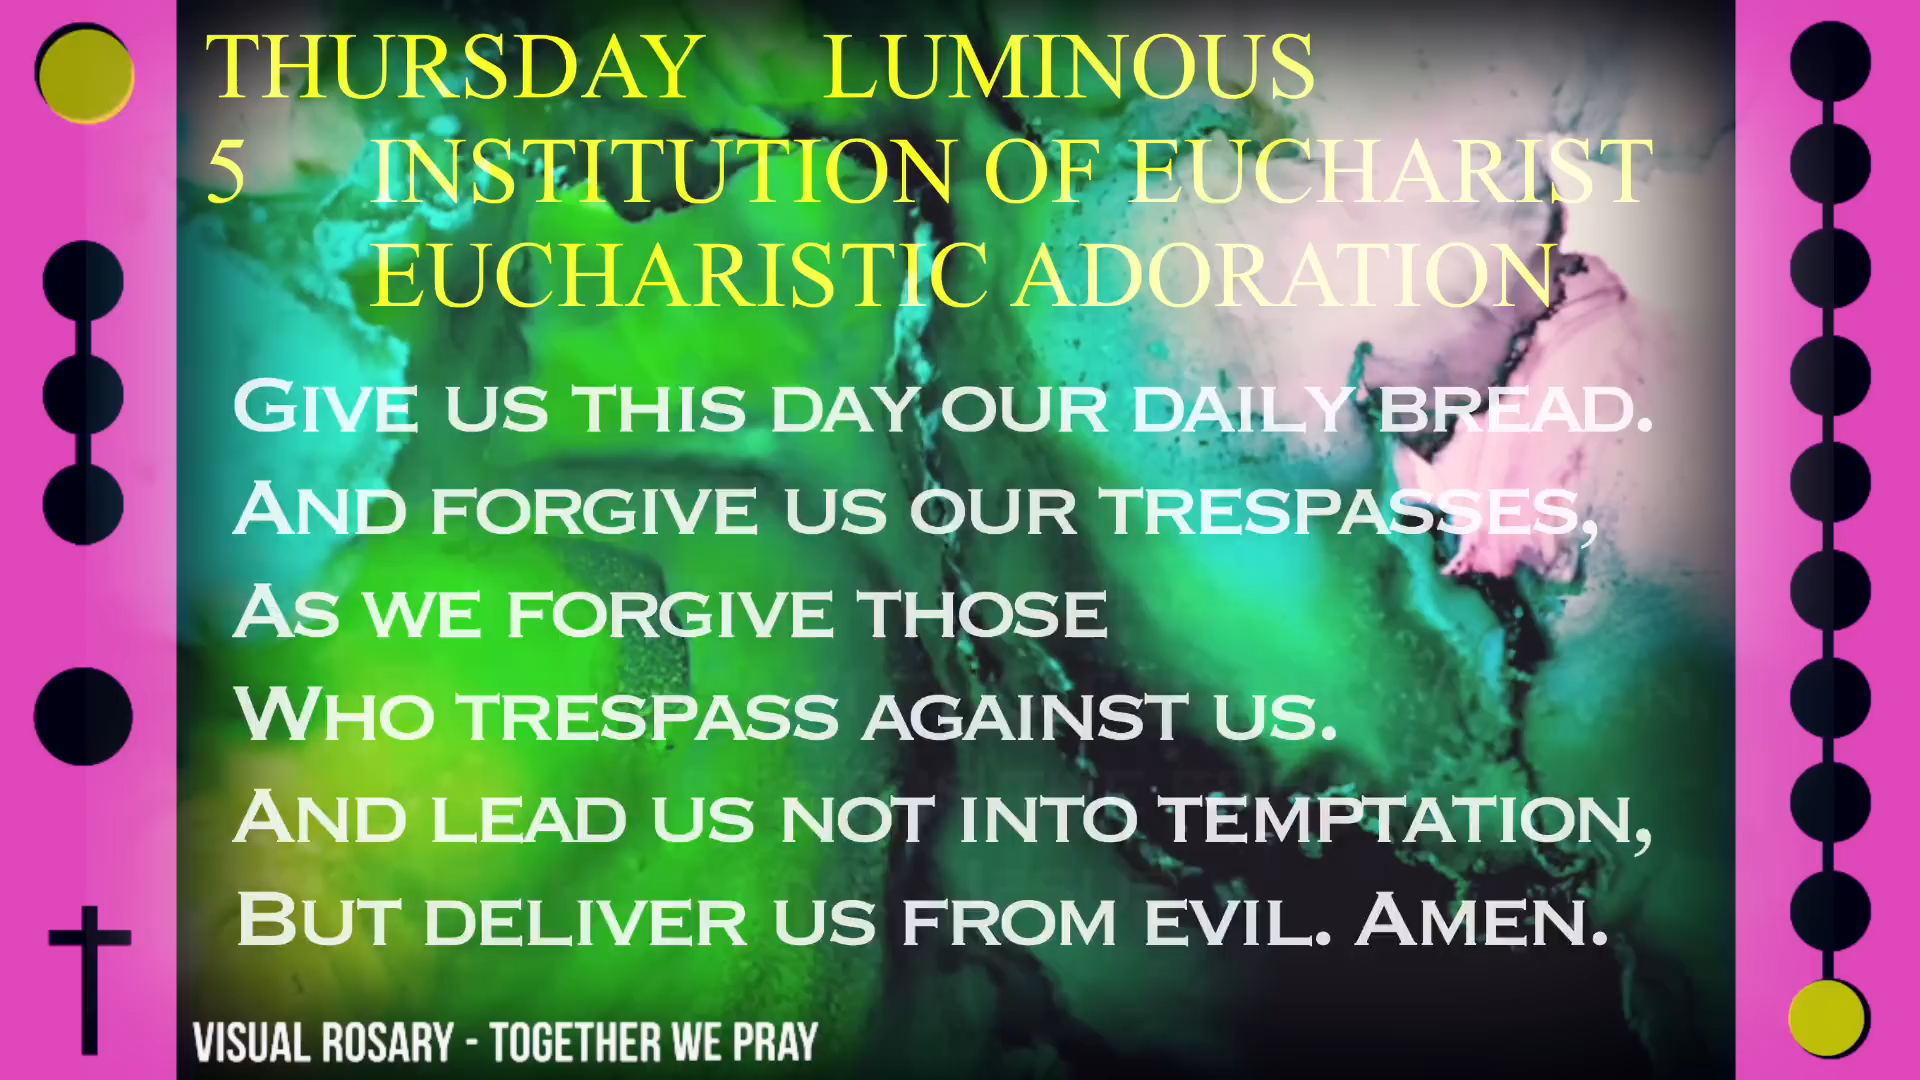 THURSDAY LUMINOUS
5 INSTITUTION OF EUCHARIST
EUCHARISTIC ADORATION
GIVE US THIS DAY OUR DAILY BREAD.
AND FORGIVE US OUR TRESPASSES,
AS WE FORGIVE THOSE
WHO TRESPASS AGAINST US.
AND LEAD US NOT INTO TEMPTATION,
BUT DELIVER US FROM EVIL. AMEN.
VISUAL ROSARY - TOGETHER WE PRAY